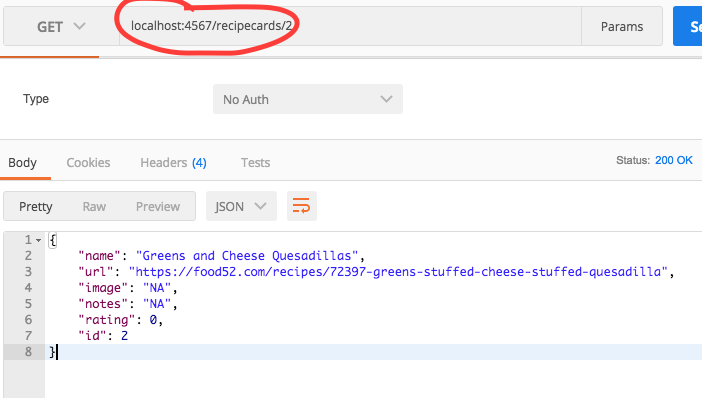 GET localhost:4567/recipecards/2 Params Se
Type No Auth
Body Cookies Headers (4) Tests Status: 200 OK
Pretty Raw Preview JSON
1 {
2 "name": "Greens and Cheese Quesadillas",
3 "url": "https://food52.com/recipes/72397-greens-stuffed-cheese-stuffed-quesadilla",
4 "image": "NA",
5 "notes": "NA",
6 "rating": 0,
7 "id": 2
8 }